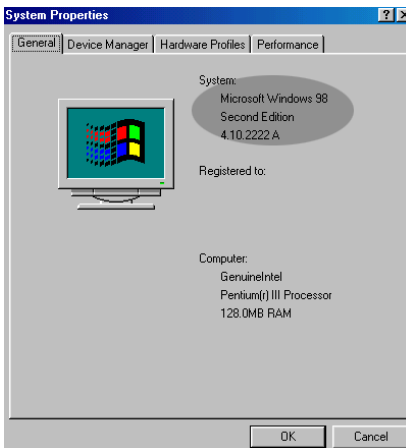 System Properties
General Device Manager Hardware Profiles Performance
System:
Microsoft Windows 98
Second Edition
4.10.2222 A
Registered to:
Computer:
GenuineIntel
Pentium(r) III Processor
128.0MB RAM
OK Cancel